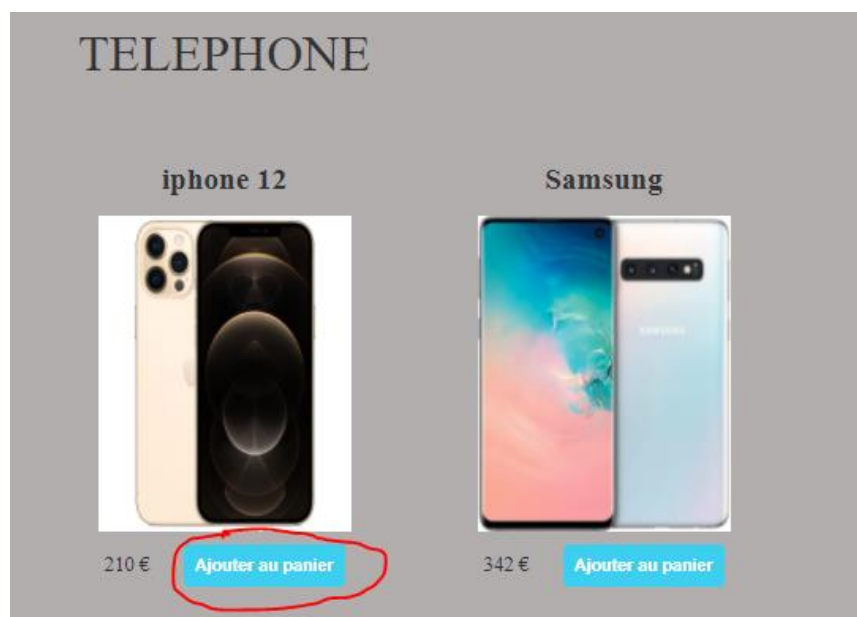 TELEPHONE
iphone 12
Samsung
SAMSUNG
210 €
Ajouter au panier
342 €
Ajouter au panier